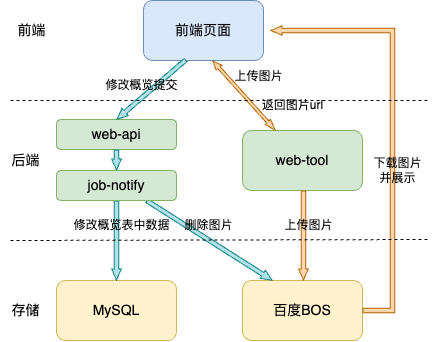 前端
前端页面
修改概览提交
上传图片
返回图片url
web-api
后端
web-tool
下载图片
并展示
job-notify
修改概览表中数据
删除图片
上传图片
存储
MySQL
百度BOS